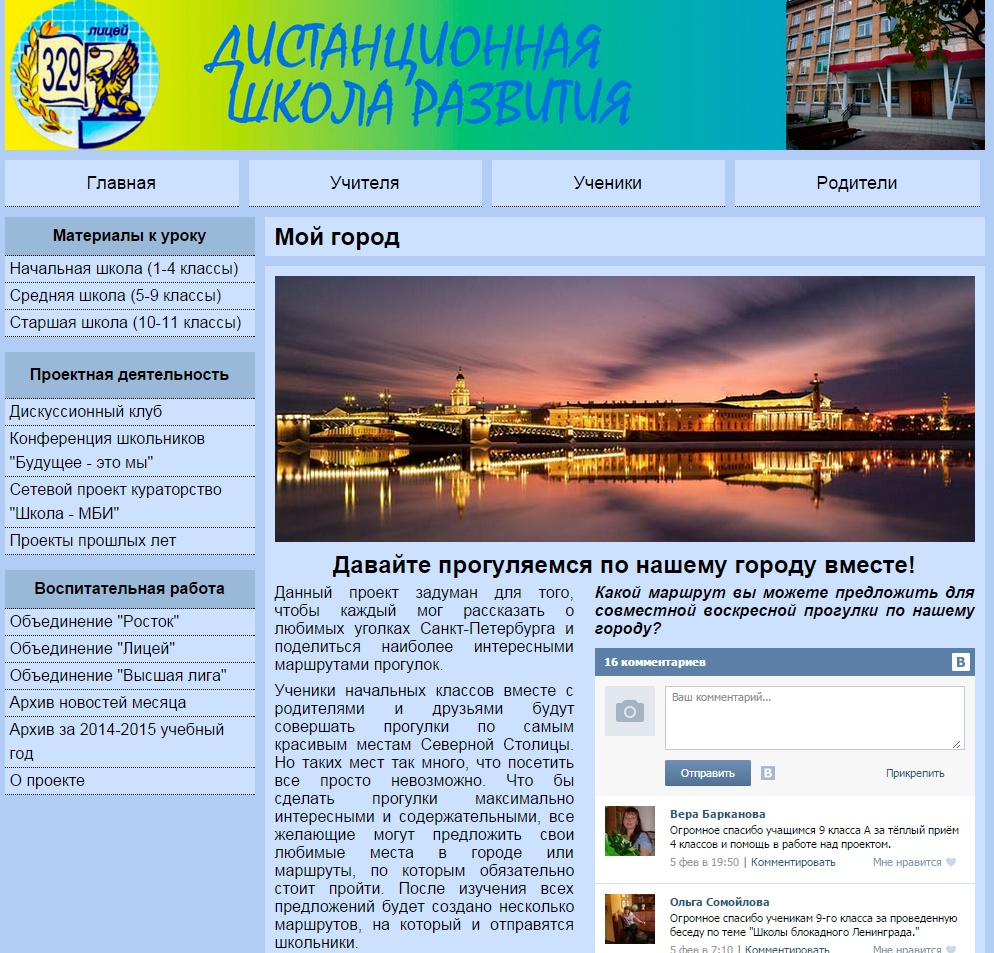 лицей
329
ДИСТАНЦИОННАЯ
ШКОЛА РАЗВИТИЯ
Главная
Учителя
Ученики
Родители
Материалы к уроку
Начальная школа (1-4 классы)
Средняя школа (5-9 классы)
Старшая школа (10-11 классы)
Проектная деятельность
Дискуссионный клуб
Конференция школьников
"Будущее - это мы"
Сетевой проект кураторство
"Школа - МБИ"
Проекты прошлых лет
Воспитательная работа
Объединение "Росток"
Объединение "Лицей"
Объединение "Высшая лига"
Архив новостей месяца
Архив за 2014-2015 учебный
год
О проекте
Мой город
Давайте прогуляемся по нашему городу вместе!
Данный проект задуман для того,
чтобы каждый мог рассказать о
любимых уголках Санкт-Петербурга и
поделиться наиболее интересными
маршрутами прогулок.
Ученики начальных классов вместе с
родителями и друзьями будут
совершать прогулки по самым
красивым местам Северной Столицы.
Но таких мест так много, что посетить
все просто невозможно. Что бы
сделать прогулки максимально
интересными и содержательными, все
желающие могут предложить свои
любимые места в городе или
маршруты, по которым обязательно
стоит пройти. После изучения всех
предложений будет создано несколько
маршрутов, на который и отправятся
школьники.
Какой маршрут вы можете предложить для
совместной воскресной прогулки по нашему
городу?
16 комментариев
В
Ваш комментарий...
Отправить
В
Прикрепить
Вера Барканова
Огромное спасибо учащимся 9 класса А за тёплый приём
4 классов и помощь в работе над проектом.
5 фев в 19:50 | Комментировать
Мне нравится
Ольга Сомойлова
Огромное спасибо ученикам 9-го класса за проведенную
беседу по теме "Школы блокадного Ленинграда."
5 фев в 7:10 | Комментировать
Мне нравится